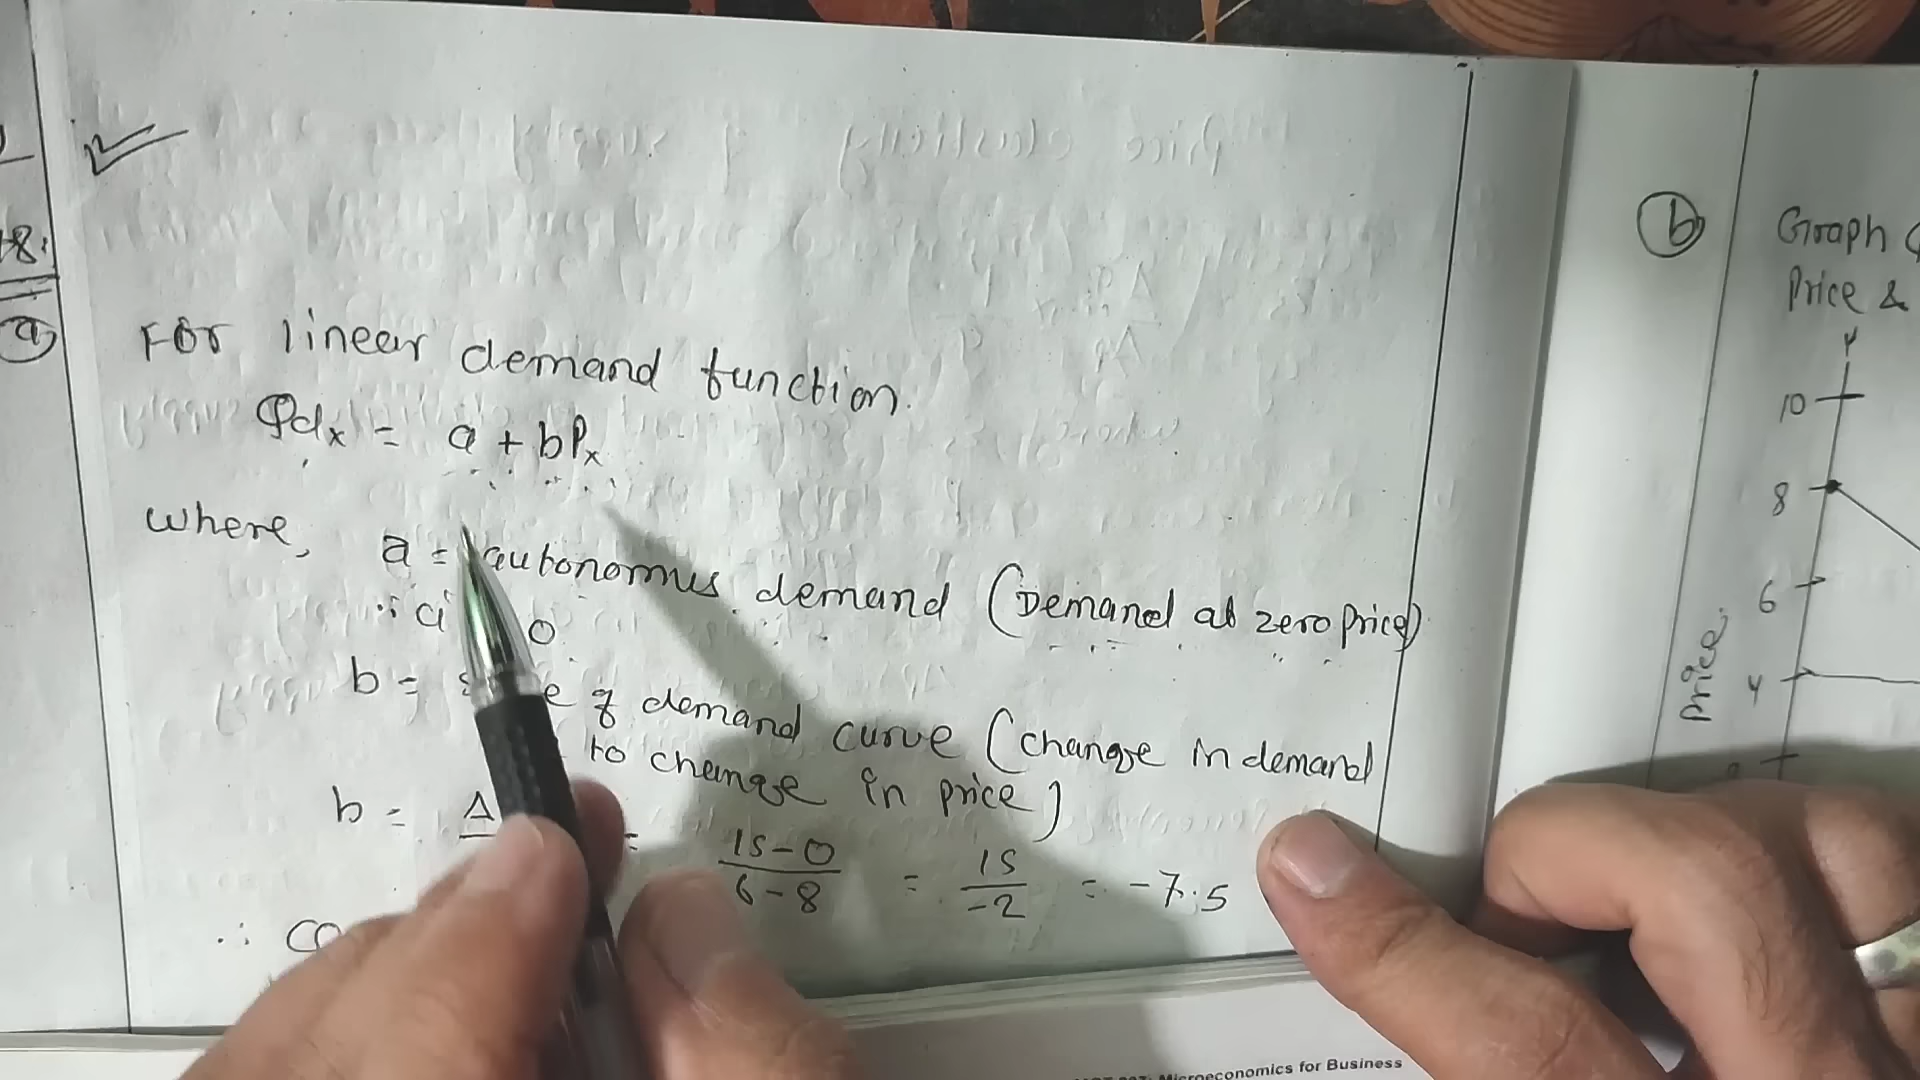 8:
a
For linear demand function.
Qdx = a + bPx
where, a = autonomus demand (Demand at zero price)
0
b = of demand curve (change in demand
to change in price)
b = Δ = 15-0 / 6-8 = 15 / -2 = -7.5
∴ CO
b
Graph
Price &
Y
10
8
6
4
Price
Microeconomics for Business